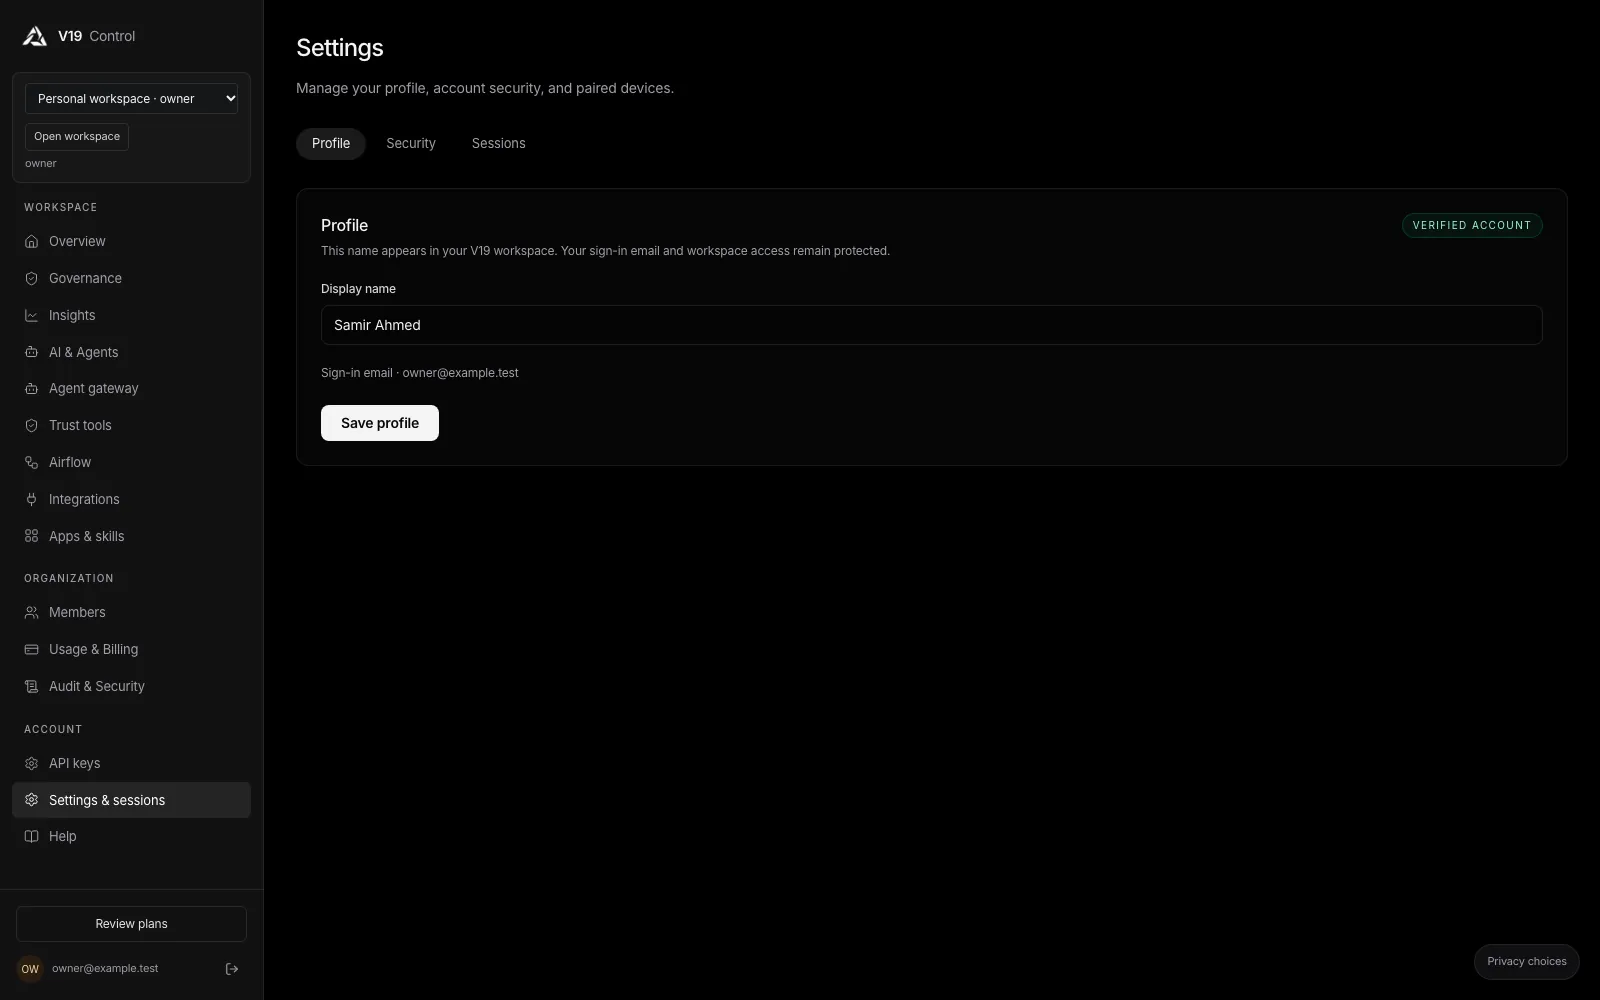 V19 Control
Personal workspace · owner
Open workspace
owner
WORKSPACE
Overview
Governance
Insights
AI & Agents
Agent gateway
Trust tools
Airflow
Integrations
Apps & skills
ORGANIZATION
Members
Usage & Billing
Audit & Security
ACCOUNT
API keys
Settings & sessions
Help
Review plans
OW owner@example.test
Settings
Manage your profile, account security, and paired devices.
Profile Security Sessions
Profile
VERIFIED ACCOUNT
This name appears in your V19 workspace. Your sign-in email and workspace access remain protected.
Display name
Samir Ahmed
Sign-in email · owner@example.test
Save profile
Privacy choices